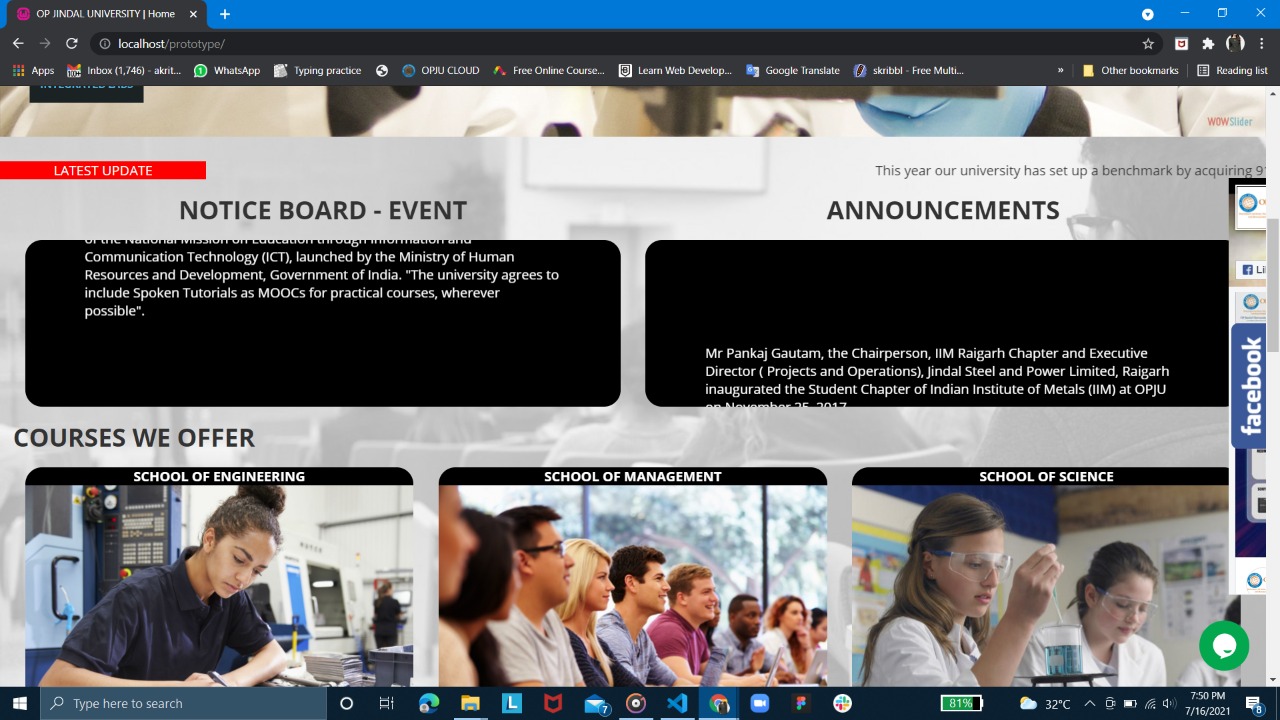 OP JINDAL UNIVERSITY | Home
localhost/prototype/
Apps
Inbox (1,746) - akrit...
WhatsApp
Typing practice
OPJU CLOUD
Free Online Course...
Learn Web Develop...
Google Translate
skribbl - Free Multi...
»
Other bookmarks
Reading list
INTEGRATED LABS
WOWSlider
LATEST UPDATE
This year our university has set up a benchmark by acquiring 9
NOTICE BOARD - EVENT
ANNOUNCEMENTS
of the National Mission on Education through Information and
Communication Technology (ICT), launched by the Ministry of Human
Resources and Development, Government of India. "The university agrees to
include Spoken Tutorials as MOOCs for practical courses, wherever
possible".
Mr Pankaj Gautam, the Chairperson, IIM Raigarh Chapter and Executive
Director ( Projects and Operations), Jindal Steel and Power Limited, Raigarh
inaugurated the Student Chapter of Indian Institute of Metals (IIM) at OPJU
on November 25, 2017
facebook
COURSES WE OFFER
SCHOOL OF ENGINEERING
SCHOOL OF MANAGEMENT
SCHOOL OF SCIENCE
Type here to search
7
81%
32°C
7:50 PM
7/16/2021
8